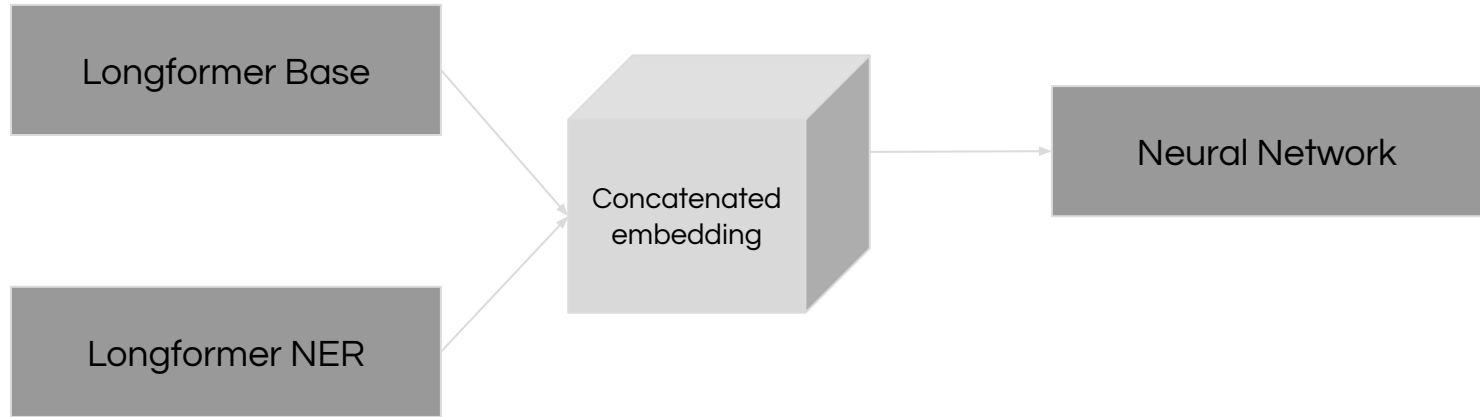 Longformer Base
Concatenated
embedding
Neural Network
Longformer NER